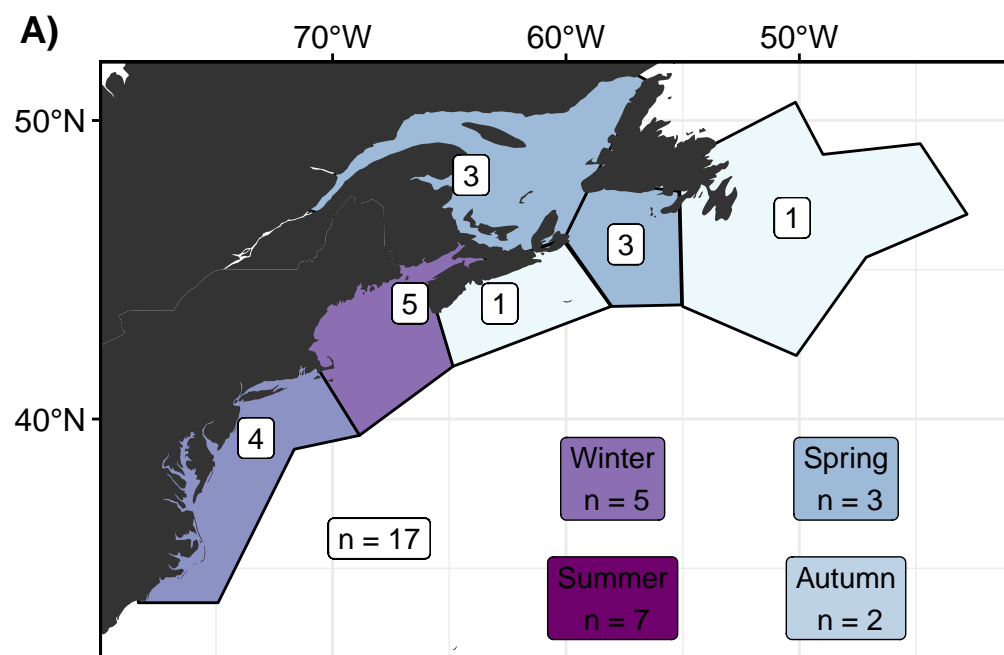 A)
70°W 60°W 50°W
50°N
3
1
3
5 1
40°N
4
Winter
n = 5
Spring
n = 3
n = 17
Summer
n = 7
Autumn
n = 2